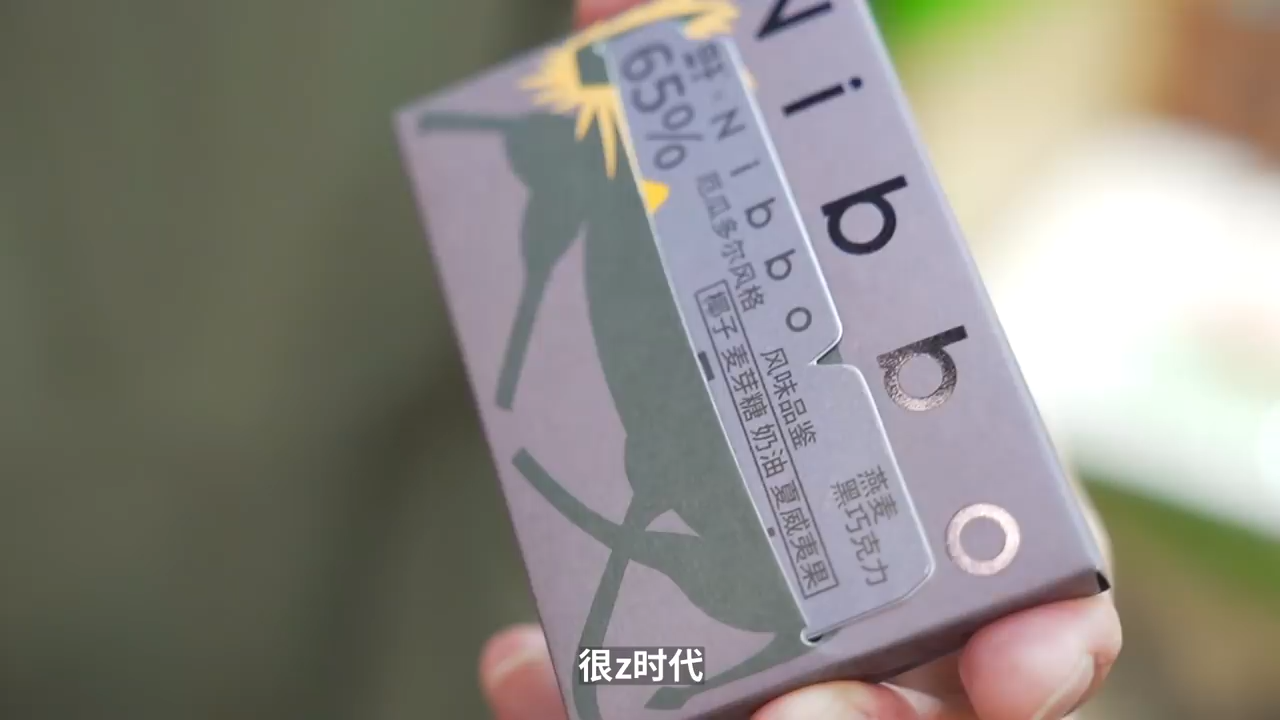 Nibbo
65%
鲜·Nibbo
厄瓜多尔风格
风味品鉴
椰子 麦芽糖 奶油 夏威夷果
燕麦
黑巧克力
很z时代